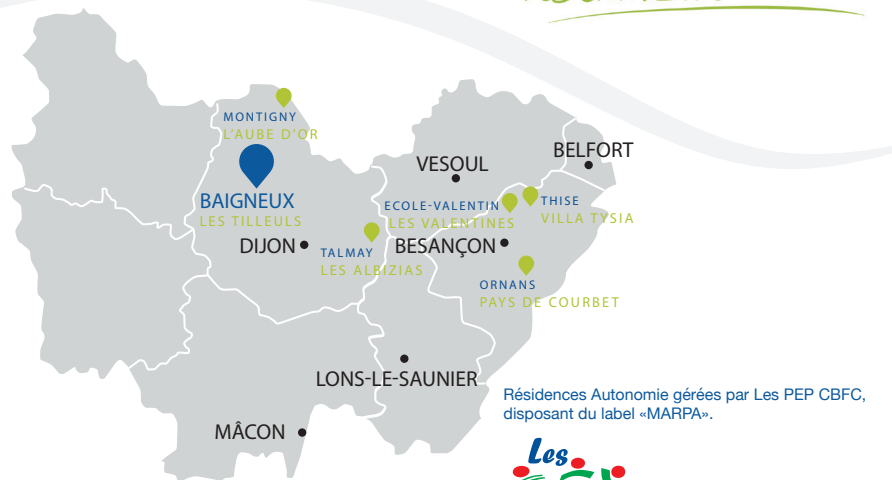 MONTIGNY
L'AUBE D'OR
BAIGNEUX
LES TILLEULS
DIJON
TALMAY
LES ALBIZIAS
VESOUL
BELFORT
ECOLE-VALENTIN
LES VALENTINES
THISE
VILLA TYSIA
BESANÇON
ORNANS
PAYS DE COURBET
LONS-LE-SAUNIER
MÂCON
Résidences Autonomie gérées par Les PEP CBFC,
disposant du label «MARPA».
Les